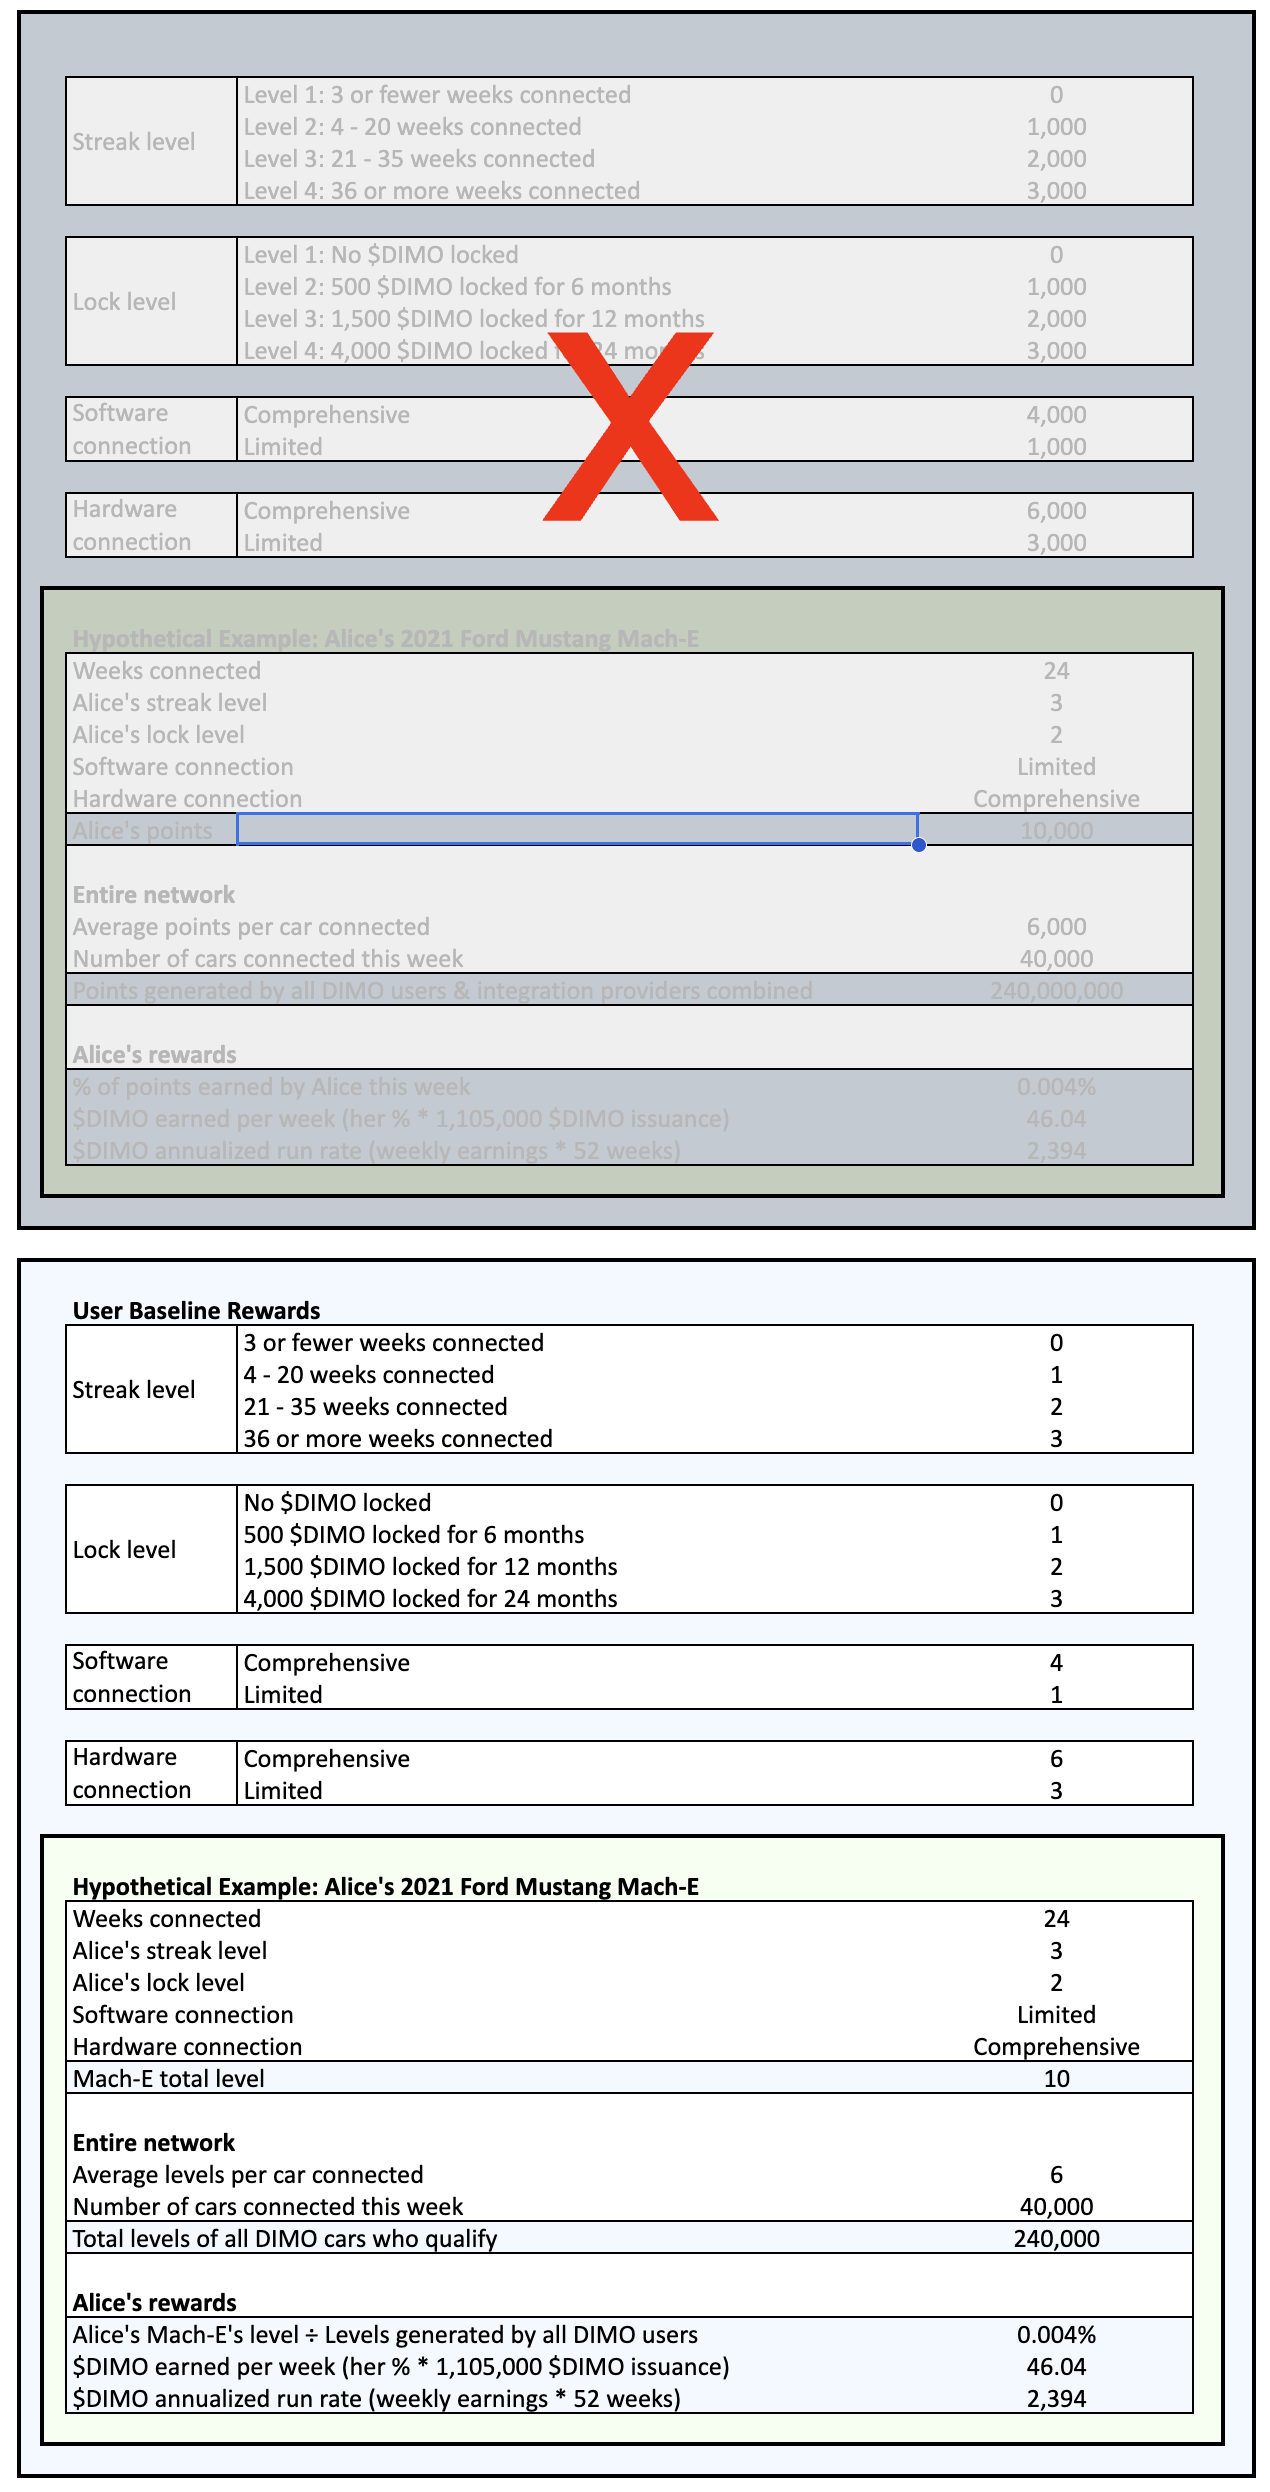 Streak level
Level 1: 3 or fewer weeks connected 0
Level 2: 4 - 20 weeks connected 1,000
Level 3: 21 - 35 weeks connected 2,000
Level 4: 36 or more weeks connected 3,000
Lock level
Level 1: No $DIMO locked 0
Level 2: 500 $DIMO locked for 6 months 1,000
Level 3: 1,500 $DIMO locked for 12 months 2,000
Level 4: 4,000 $DIMO locked 3,000
X
Software connection
Comprehensive 4,000
Limited 1,000
Hardware connection
Comprehensive 6,000
Limited 3,000
Hypothetical Example: Alice's 2021 Ford Mustang Mach-E
Weeks connected 24
Alice's streak level 3
Alice's lock level 2
Software connection Limited
Hardware connection Comprehensive
Alice's points 10,000
Entire network
Average points per car connected 6,000
Number of cars connected this week 40,000
Points generated by all DIMO users & integration providers combined 240,000,000
Alice's rewards
% of points earned by Alice this week 0.004%
$DIMO earned per week (her % * 1,105,000 $DIMO issuance) 46.04
$DIMO annualized run rate (weekly earnings * 52 weeks) 2,394
User Baseline Rewards
Streak level
3 or fewer weeks connected 0
4 - 20 weeks connected 1
21 - 35 weeks connected 2
36 or more weeks connected 3
Lock level
No $DIMO locked 0
500 $DIMO locked for 6 months 1
1,500 $DIMO locked for 12 months 2
4,000 $DIMO locked for 24 months 3
Software connection
Comprehensive 4
Limited 1
Hardware connection
Comprehensive 6
Limited 3
Hypothetical Example: Alice's 2021 Ford Mustang Mach-E
Weeks connected 24
Alice's streak level 3
Alice's lock level 2
Software connection Limited
Hardware connection Comprehensive
Mach-E total level 10
Entire network
Average levels per car connected 6
Number of cars connected this week 40,000
Total levels of all DIMO cars who qualify 240,000
Alice's rewards
Alice's Mach-E's level ÷ Levels generated by all DIMO users 0.004%
$DIMO earned per week (her % * 1,105,000 $DIMO issuance) 46.04
$DIMO annualized run rate (weekly earnings * 52 weeks) 2,394